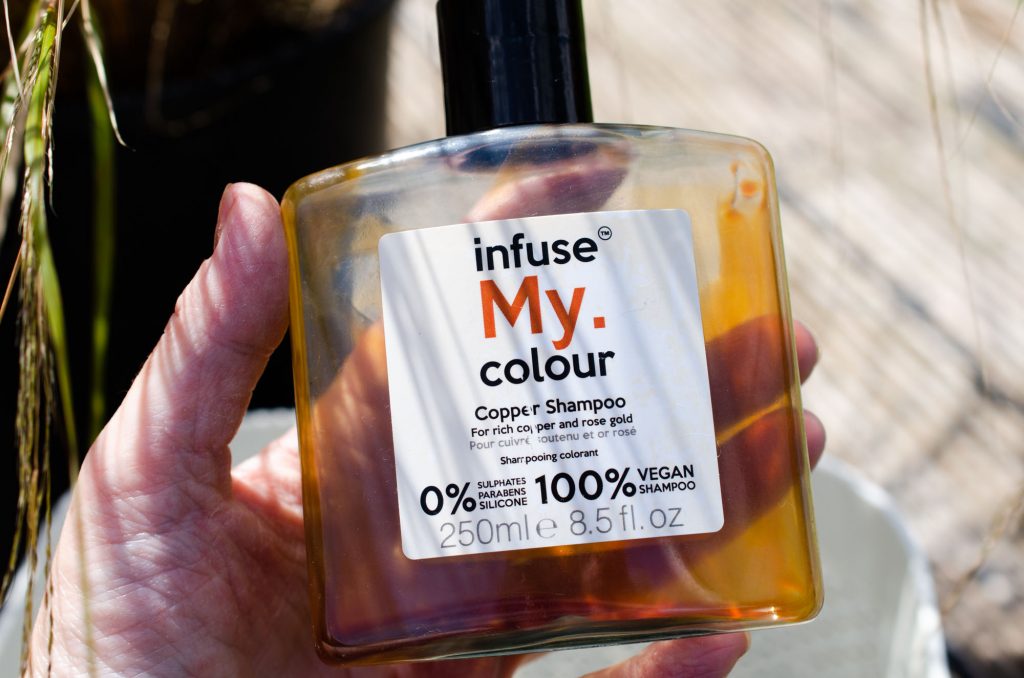 infuse™
My.
colour
Copper Shampoo
For rich copper and rose gold
Pour cuivré soutenu et or rosé
Shampooing colorant
0% SULPHATES PARABENS SILICONE 100% VEGAN SHAMPOO
250ml e 8.5 fl. oz